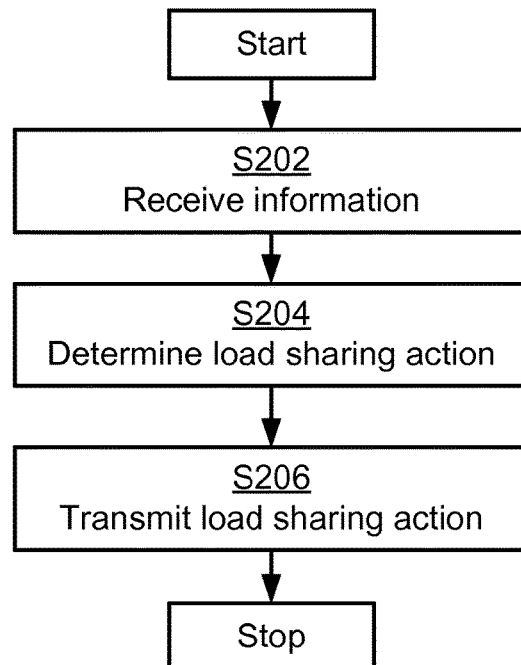 Start
S202
Receive information
S204
Determine load sharing action
S206
Transmit load sharing action
Stop